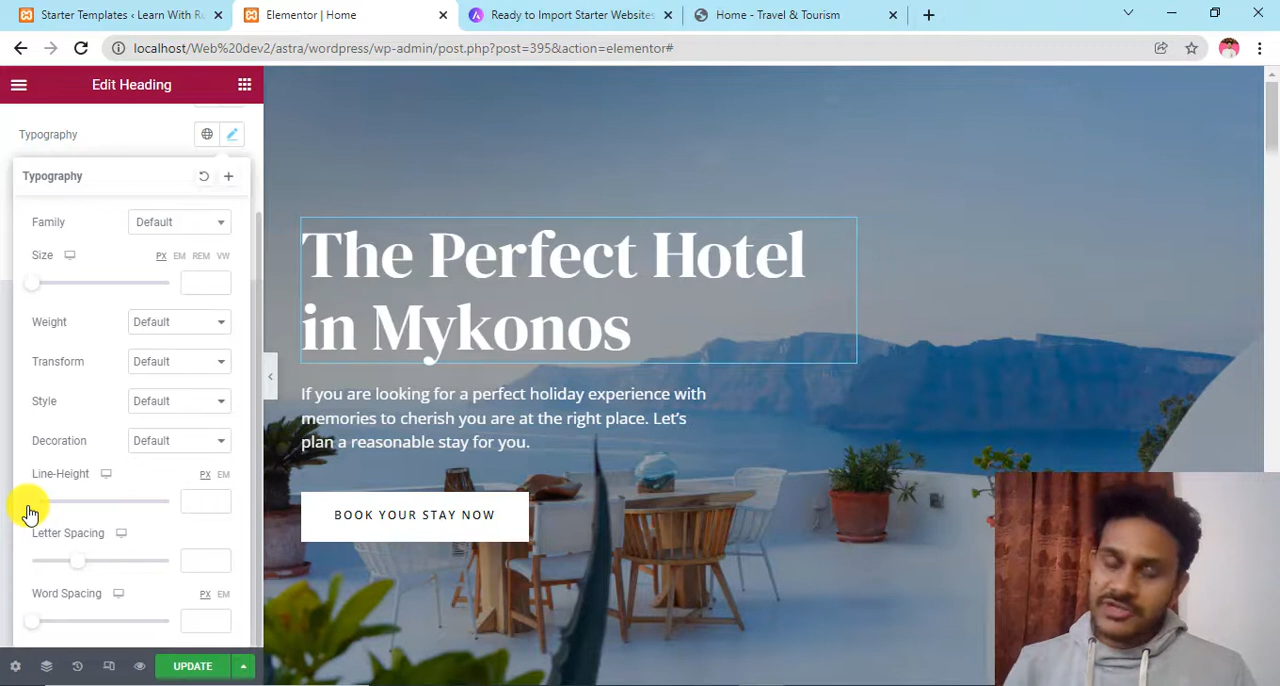 Starter Templates ‹ Learn With Ru
Elementor | Home
Ready to Import Starter Websites
Home - Travel & Tourism
localhost/Web%20dev2/astra/wordpress/wp-admin/post.php?post=395&action=elementor#
Edit Heading
Typography
Typography
Family Default
Size PX EM REM VW
Weight Default
Transform Default
Style Default
Decoration Default
Line-Height PX EM
Letter Spacing
Word Spacing PX EM
UPDATE
The Perfect Hotel
in Mykonos
If you are looking for a perfect holiday experience with
memories to cherish you are at the right place. Let's
plan a reasonable stay for you.
BOOK YOUR STAY NOW